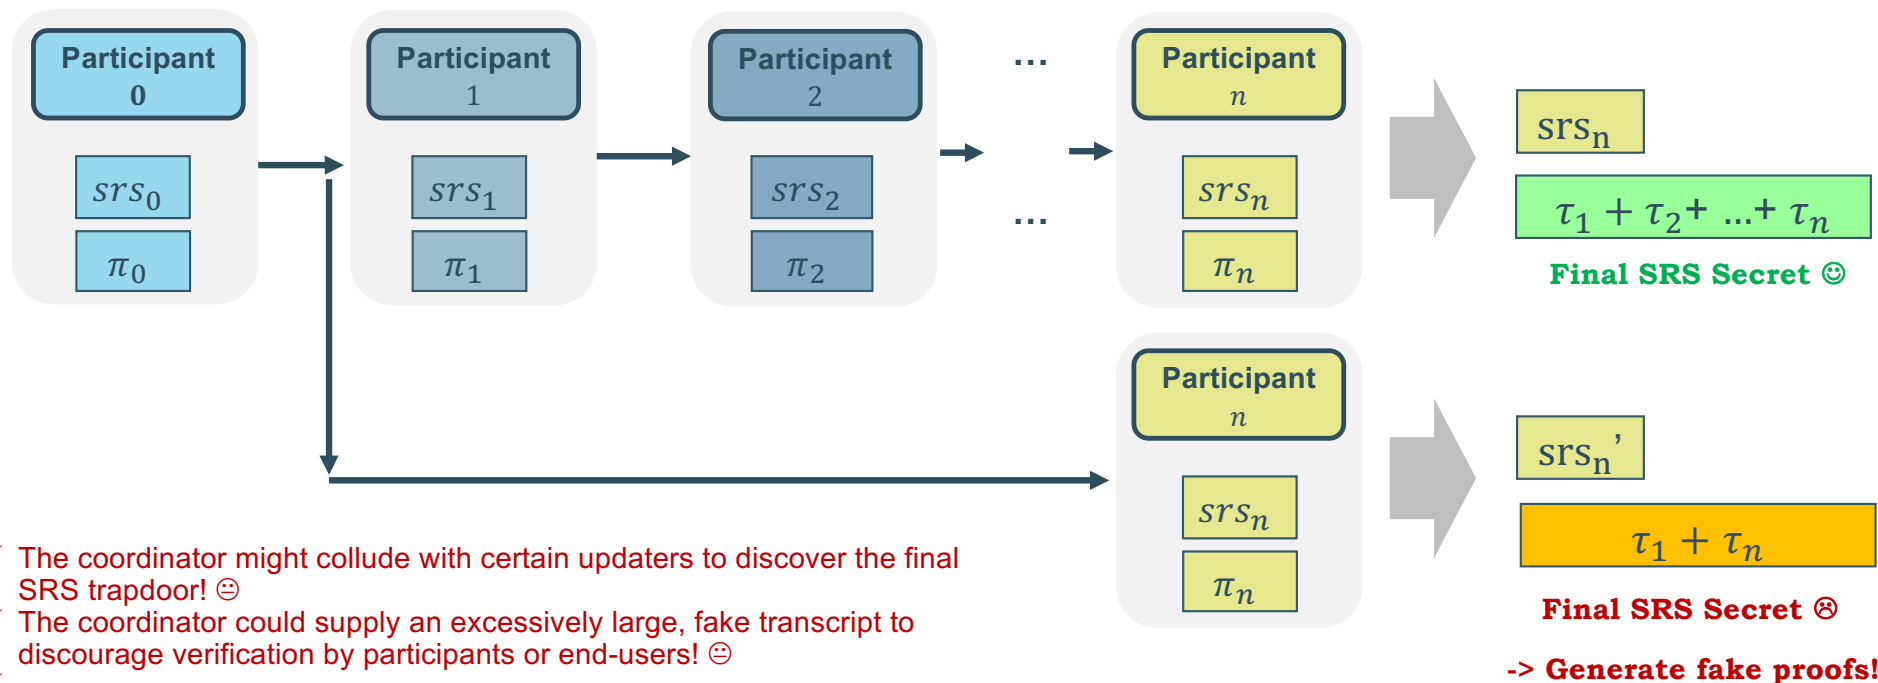 Participant
0
srs₀
π₀
Participant
1
srs₁
π₁
Participant
2
srs₂
π₂
...
...
Participant
n
srsₙ
πₙ
srsₙ
τ₁ + τ₂+ ...+ τₙ
Final SRS Secret ☺
Participant
n
srsₙ
πₙ
srsₙ’
τ₁ + τₙ
Final SRS Secret ☹
-> Generate fake proofs!
The coordinator might collude with certain updaters to discover the final
SRS trapdoor! 😐
The coordinator could supply an excessively large, fake transcript to
discourage verification by participants or end-users! 😐